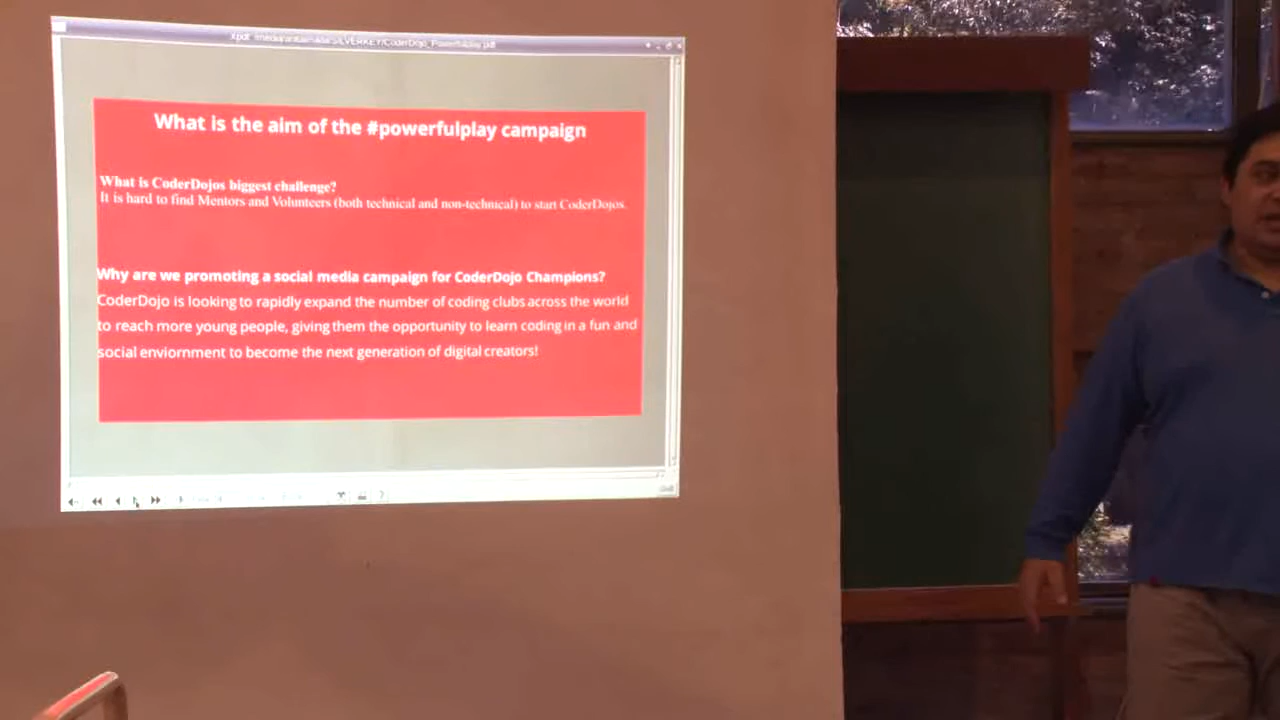 What is the aim of the #powerfulplay campaign
What is CoderDojos biggest challenge?
It is hard to find Mentors and Volunteers (both technical and non-technical) to start CoderDojos.
Why are we promoting a social media campaign for CoderDojo Champions?
CoderDojo is looking to rapidly expand the number of coding clubs across the world
to reach more young people, giving them the opportunity to learn coding in a fun and
social enviornment to become the next generation of digital creators!